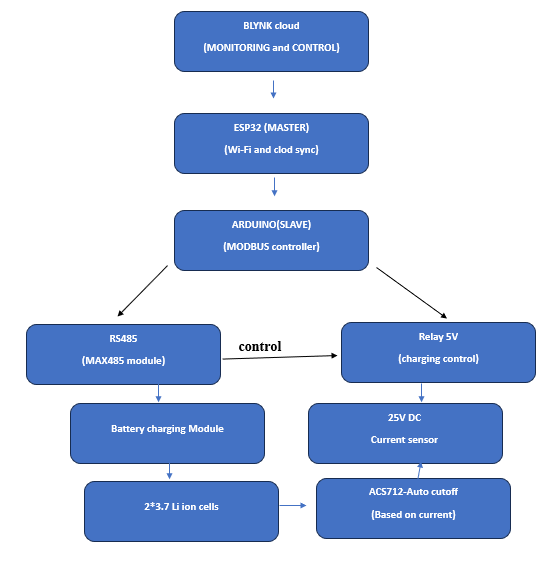 BLYNK cloud
(MONITORING and CONTROL)
ESP32 (MASTER)
(Wi-Fi and clod sync)
ARDUINO(SLAVE)
(MODBUS controller)
RS485
(MAX485 module)
control
Relay 5V
(charging control)
Battery charging Module
25V DC
Current sensor
2*3.7 Li ion cells
ACS712-Auto cutoff
(Based on current)